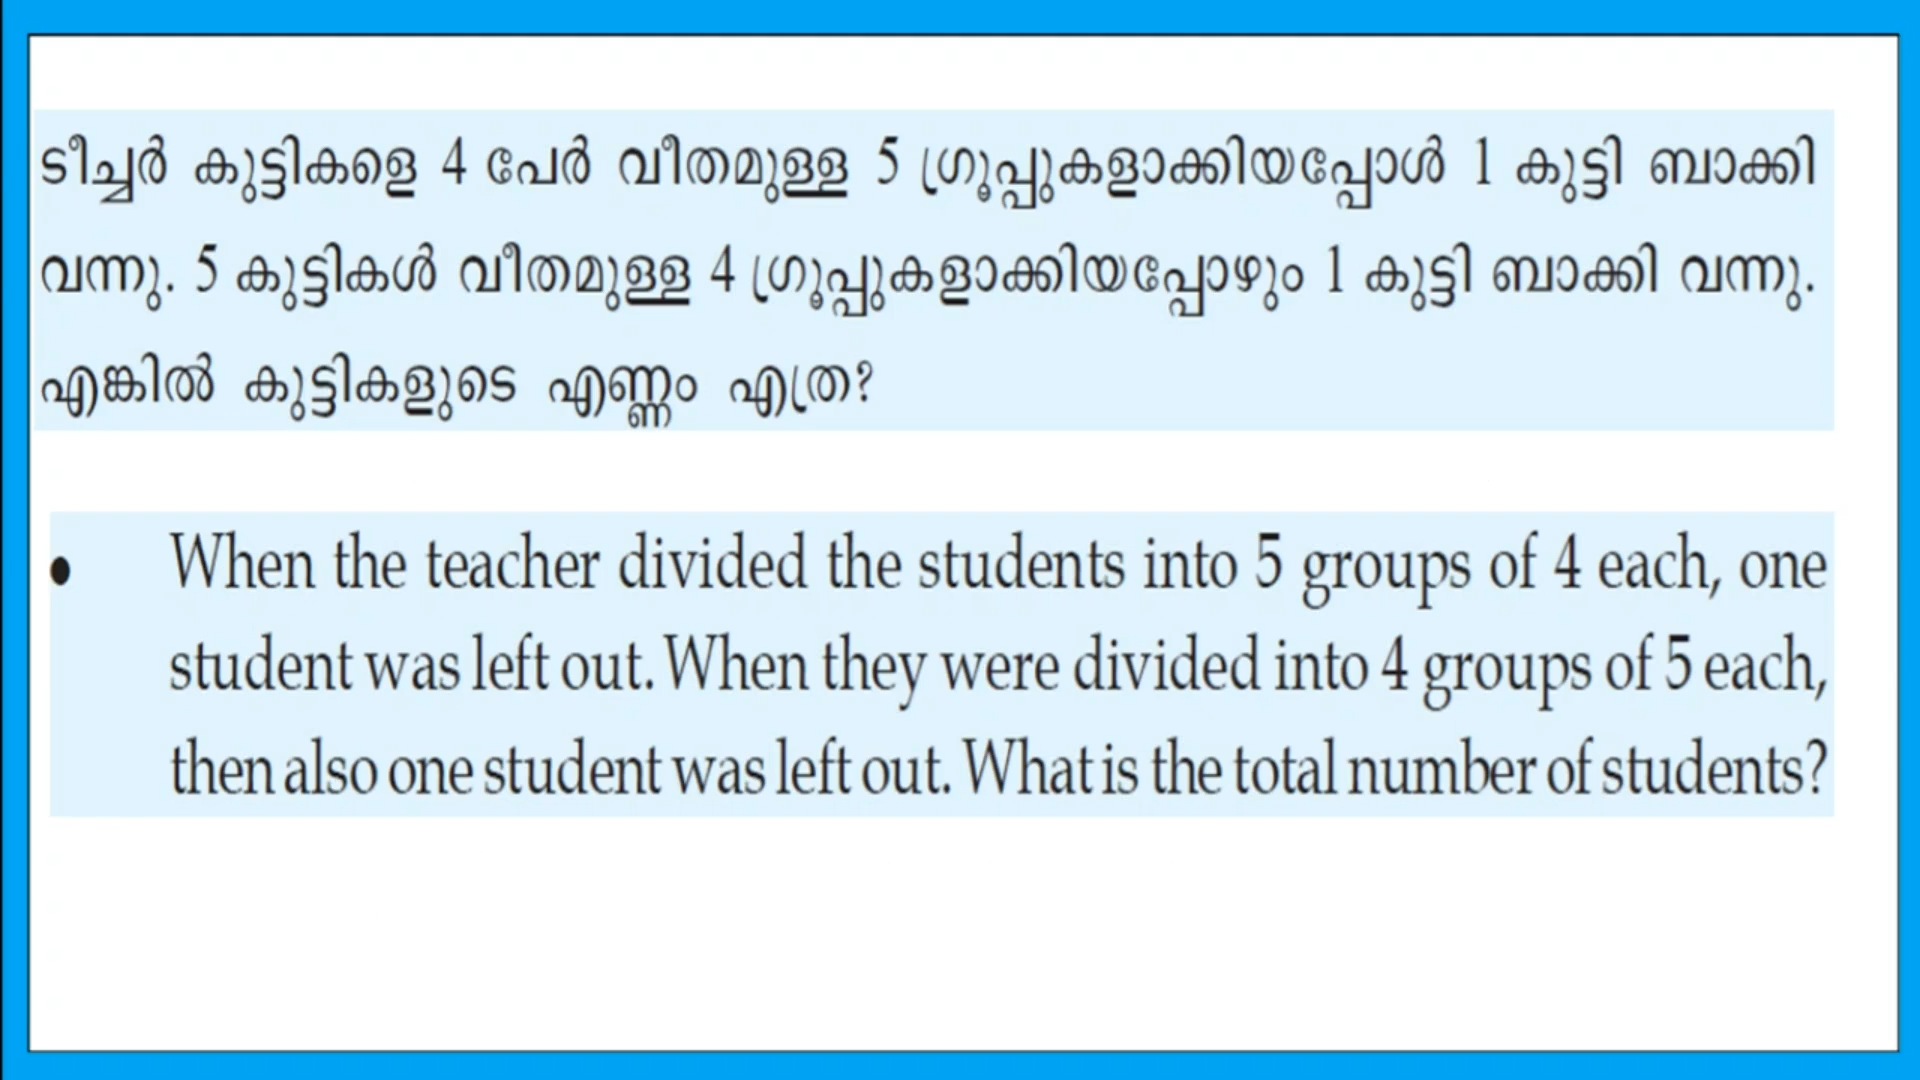 ടീച്ചർ കുട്ടികളെ 4 പേർ വീതമുള്ള 5 ഗ്രൂപ്പുകളാക്കിയപ്പോൾ 1 കുട്ടി ബാക്കി
വന്നു. 5 കുട്ടികൾ വീതമുള്ള 4 ഗ്രൂപ്പുകളാക്കിയപ്പോഴും 1 കുട്ടി ബാക്കി വന്നു.
എങ്കിൽ കുട്ടികളുടെ എണ്ണം എത്ര?
• When the teacher divided the students into 5 groups of 4 each, one
student was left out. When they were divided into 4 groups of 5 each,
then also one student was left out. What is the total number of students?